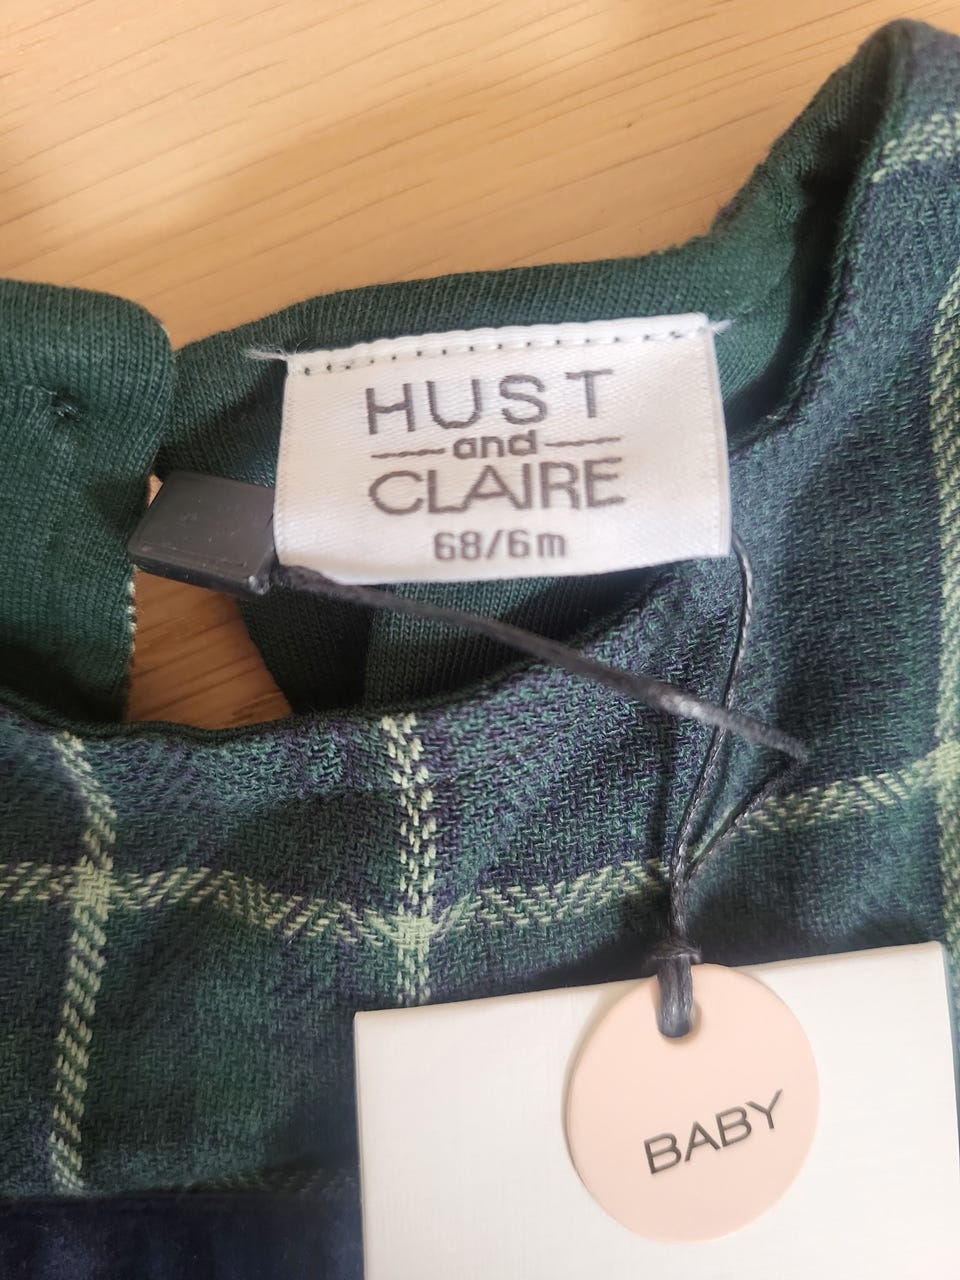 HUST
and
CLAIRE
68/6m
BABY